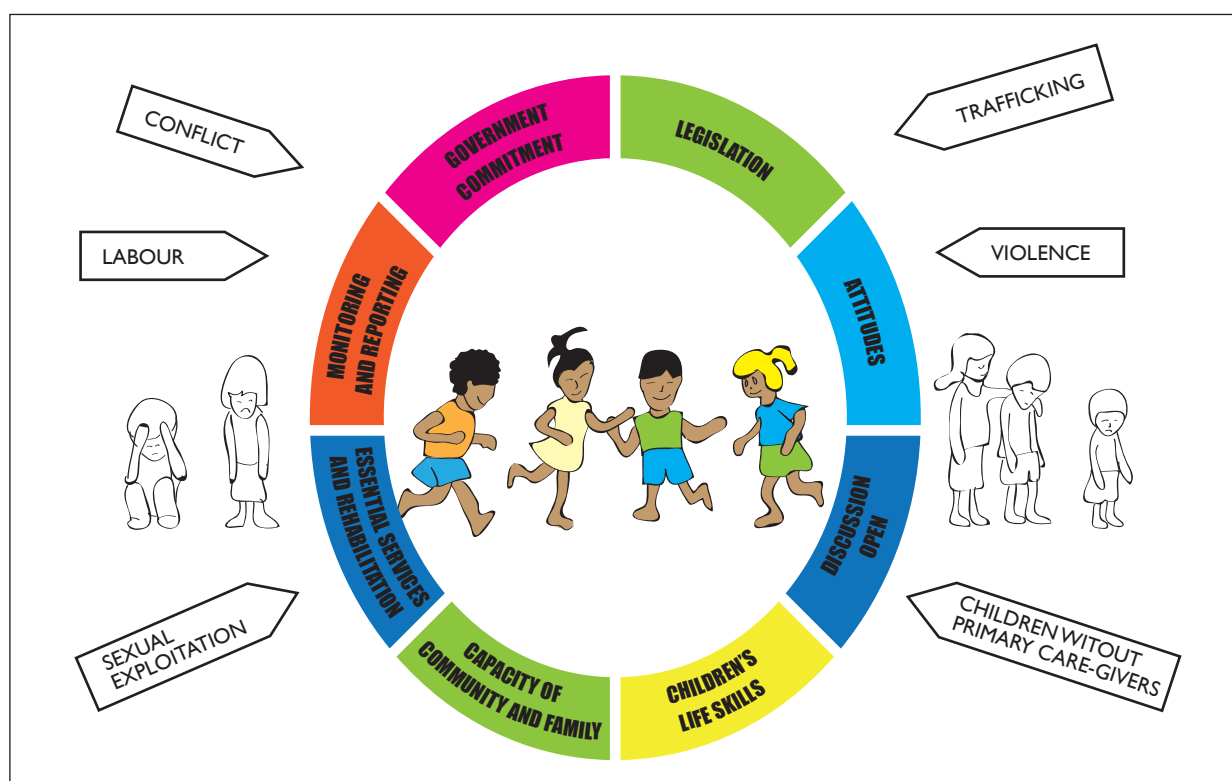 CONFLICT
TRAFFICKING
LABOUR
VIOLENCE
GOVERNMENT
COMMITMENT
LEGISLATION
MONITORING
AND REPORTING
ATTITUDES
ESSENTIAL SERVICES
AND REHABILITATION
DISCUSSION
OPEN
CAPACITY OF
COMMUNITY AND FAMILY
CHILDREN'S
LIFE SKILLS
SEXUAL
EXPLOITATION
CHILDREN WITOUT
PRIMARY CARE-GIVERS